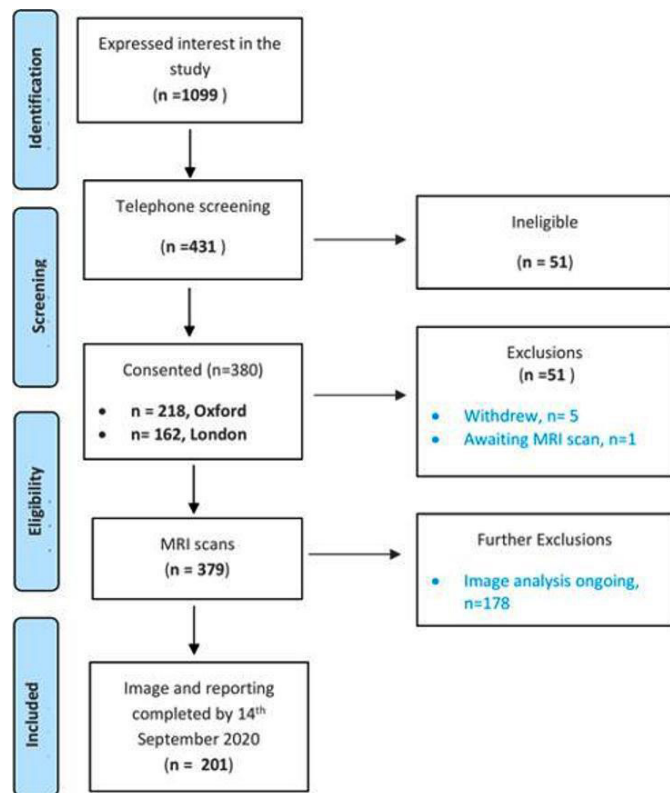 Identification
Expressed interest in the
study
(n =1099 )
Telephone screening
(n =431 )
Ineligible
(n = 51)
Screening
Consented (n=380)
• n = 218, Oxford
• n= 162, London
Exclusions
(n =51 )
• Withdrew, n= 5
• Awaiting MRI scan, n=1
Eligibility
MRI scans
(n = 379)
Further Exclusions
• Image analysis ongoing,
n=178
Included
Image and reporting
completed by 14th
September 2020
(n = 201)